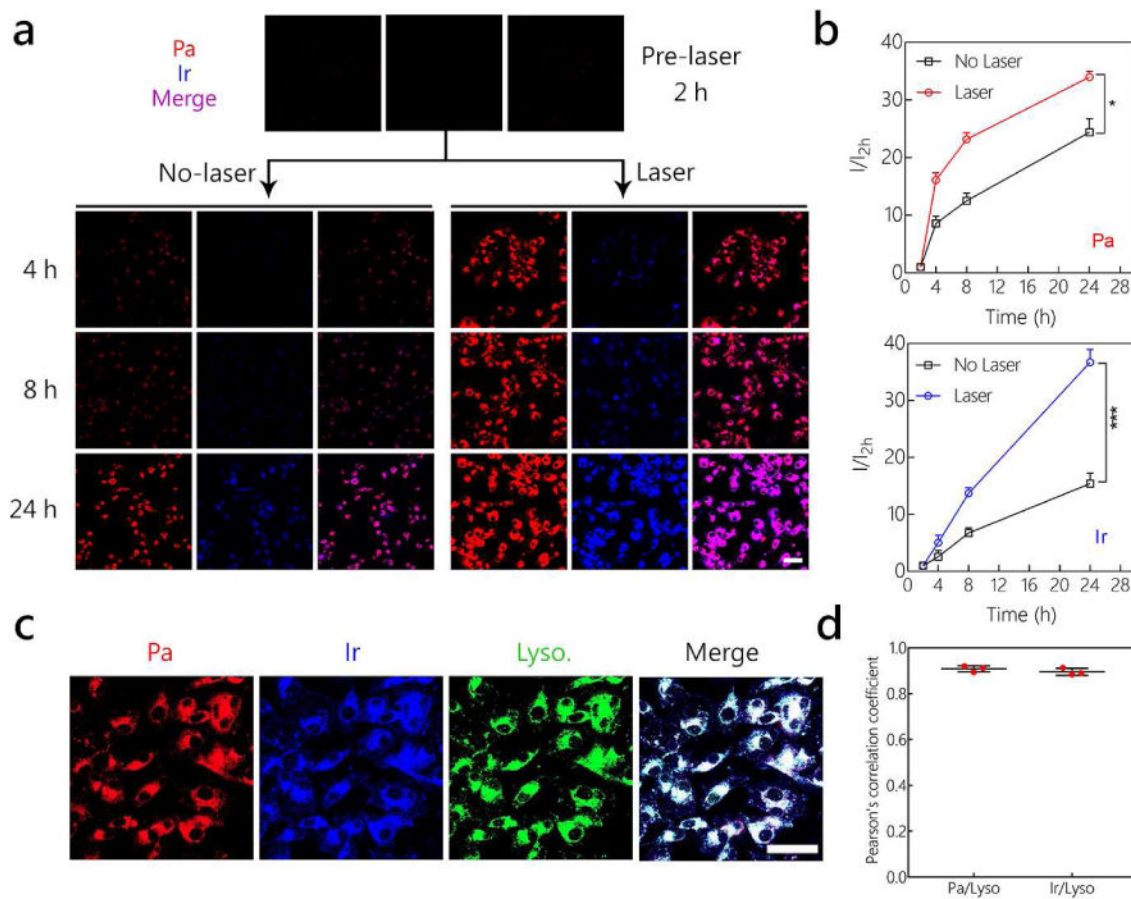 a
Pa
Ir
Merge
Pre-laser
2 h
No-laser
Laser
4 h
8 h
24 h
b
40
30
20
10
0
I/I2h
No Laser
Laser
*
Pa
0 4 8 12 16 20 24 28
Time (h)
40
30
20
10
0
I/I2h
No Laser
Laser
***
Ir
0 4 8 12 16 20 24 28
Time (h)
c
Pa
Ir
Lyso.
Merge
d
1.0
0.8
0.6
0.4
0.2
0.0
Pearson's correlation coefficient
Pa/Lyso
Ir/Lyso